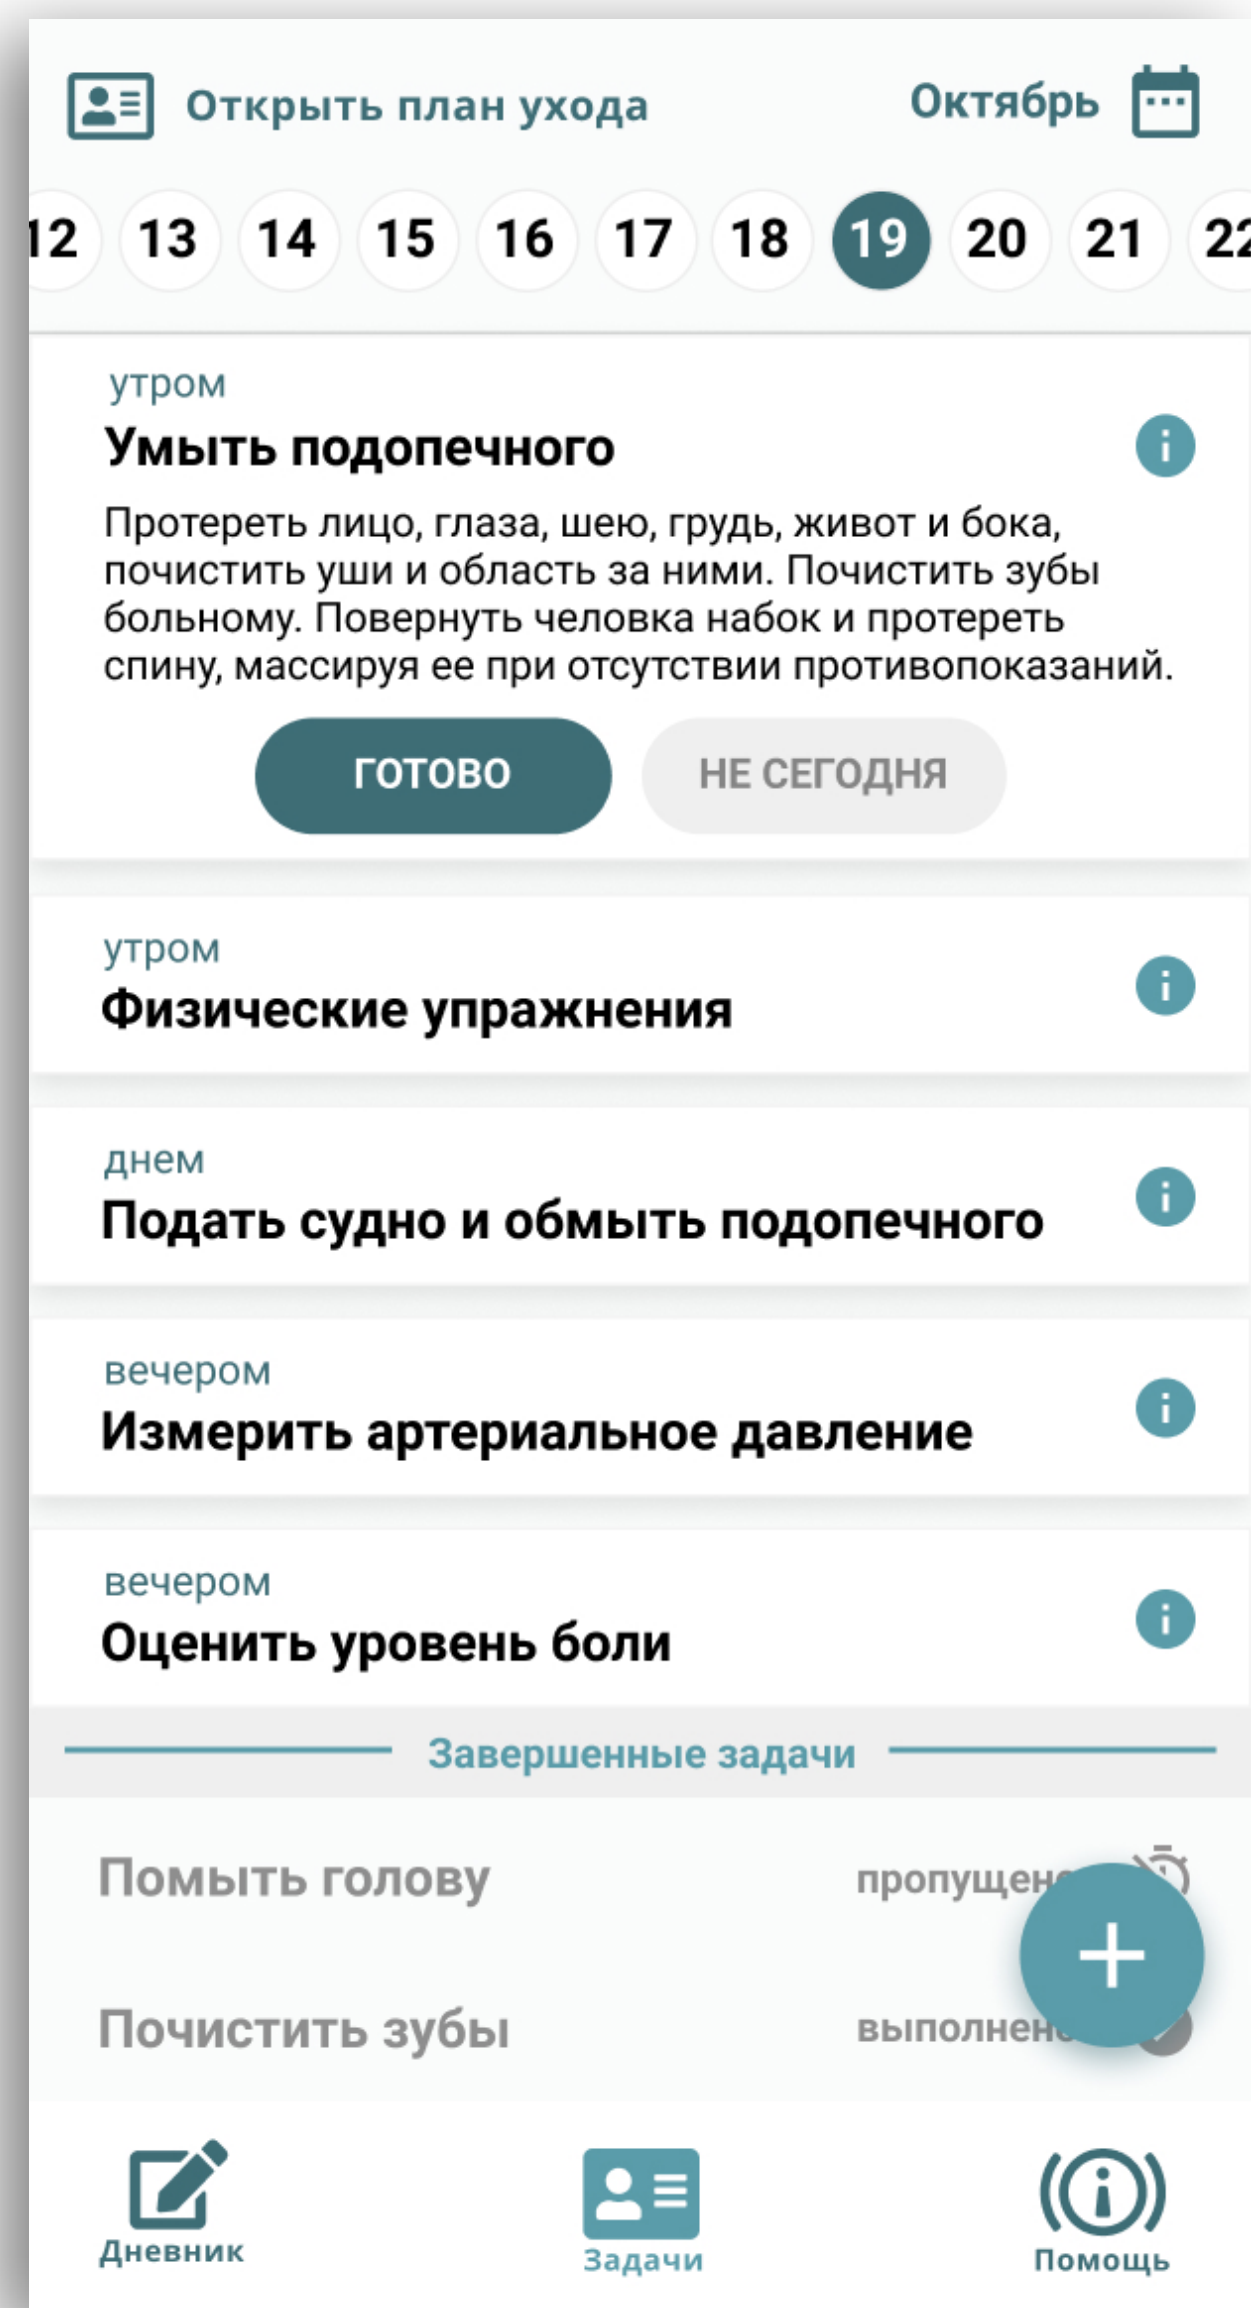 Открыть план ухода
Октябрь
12 13 14 15 16 17 18 19 20 21 22
утром
Умыть подопечного
Протереть лицо, глаза, шею, грудь, живот и бока,
почистить уши и область за ними. Почистить зубы
больному. Повернуть человка набок и протереть
спину, массируя ее при отсутствии противопоказаний.
ГОТОВО
НЕ СЕГОДНЯ
утром
Физические упражнения
днем
Подать судно и обмыть подопечного
вечером
Измерить артериальное давление
вечером
Оценить уровень боли
Завершенные задачи
Помыть голову
пропущено
Почистить зубы
выполнено
Дневник
Задачи
Помощь